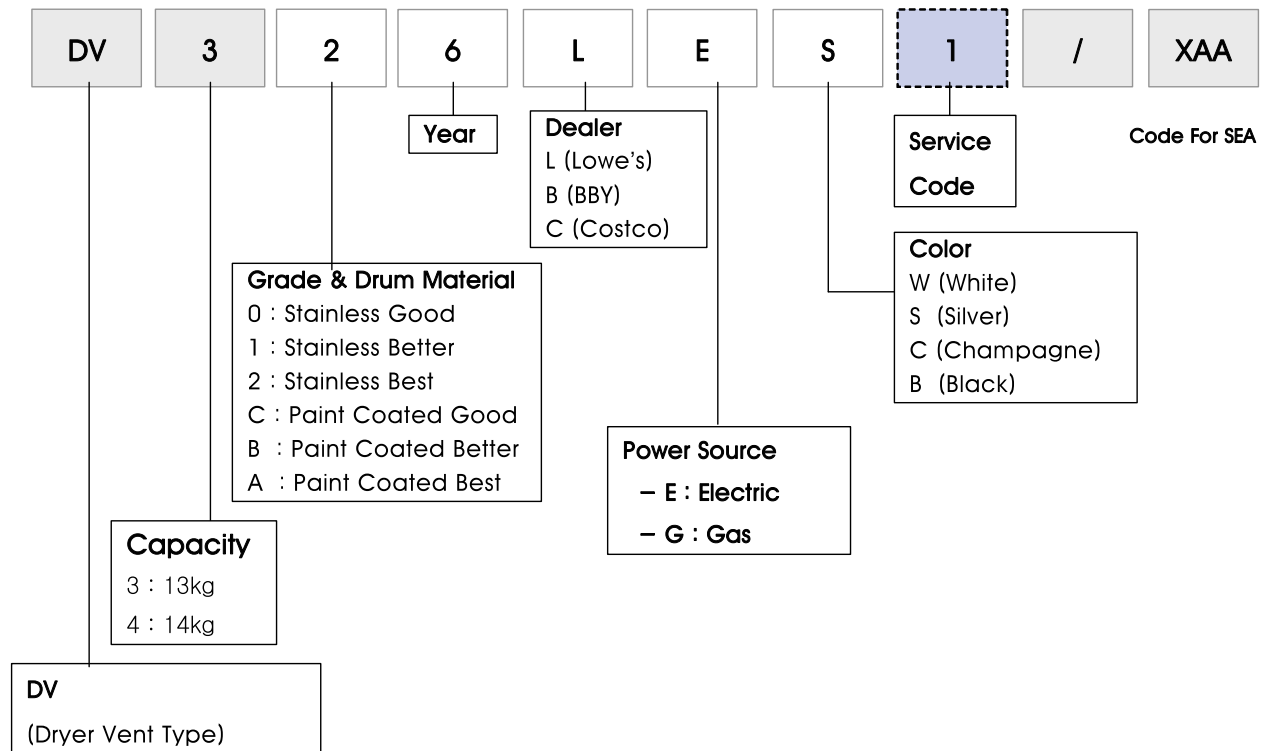 DV 3 2 6 L E S 1 / XAA
Year
Dealer
L (Lowe's)
B (BBY)
C (Costco)
Service
Code
Code For SEA
Color
W (White)
S (Silver)
C (Champagne)
B (Black)
Grade & Drum Material
0 : Stainless Good
1 : Stainless Better
2 : Stainless Best
C : Paint Coated Good
B : Paint Coated Better
A : Paint Coated Best
Power Source
– E : Electric
– G : Gas
Capacity
3 : 13kg
4 : 14kg
DV
(Dryer Vent Type)